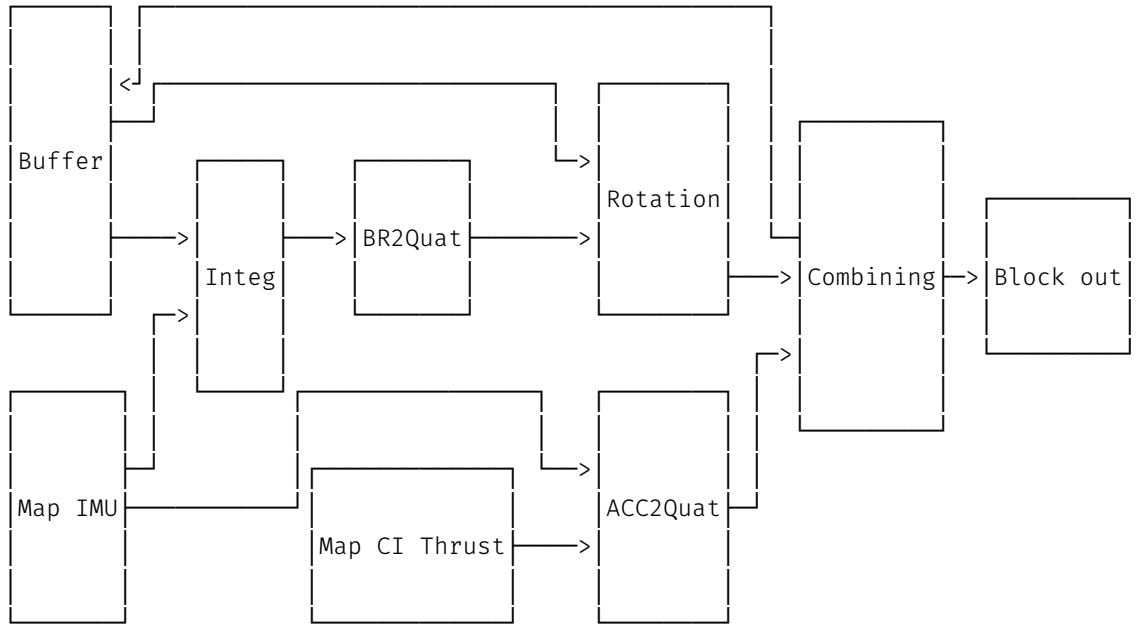 Buffer
Rotation
BR2Quat
Integ
Combining
Block out
Map IMU
ACC2Quat
Map CI Thrust